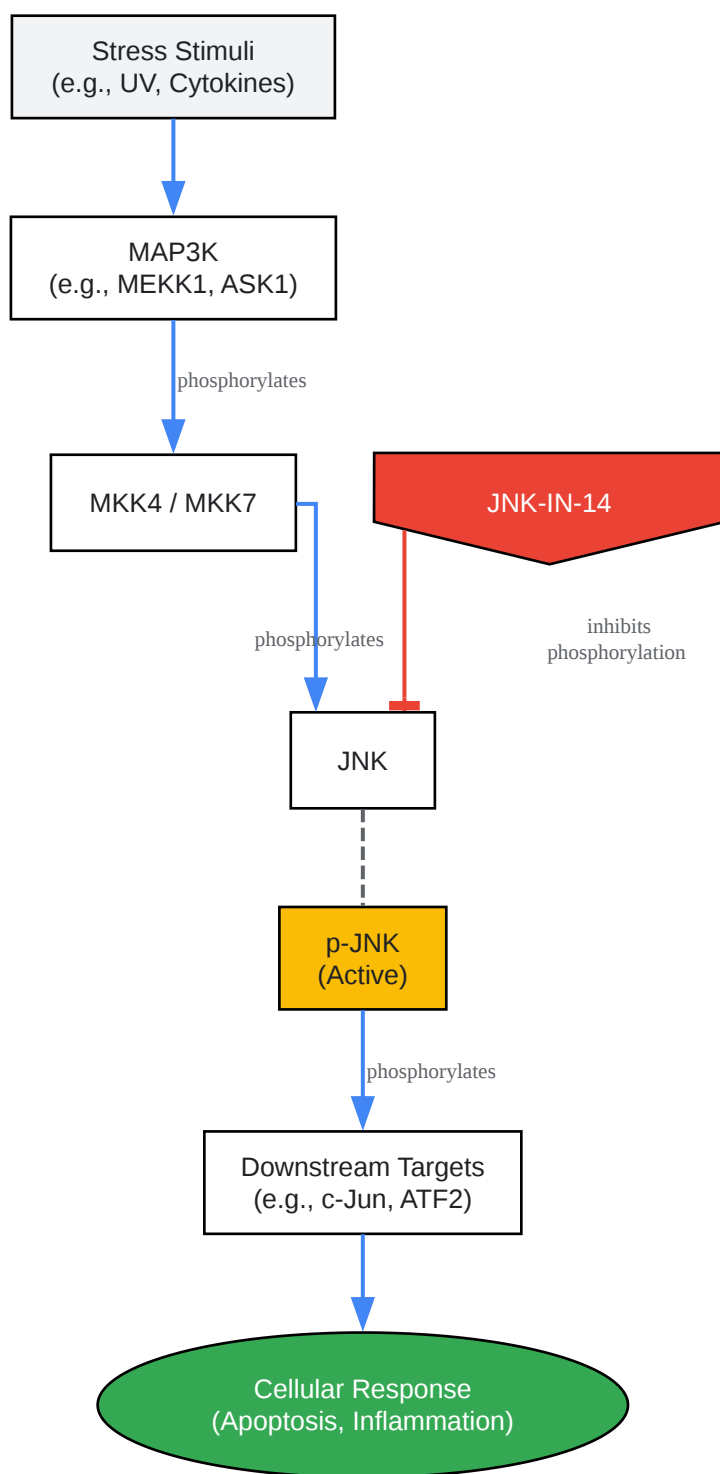 Stress Stimuli
(e.g., UV, Cytokines)
MAP3K
(e.g., MEKK1, ASK1)
phosphorylates
MKK4 / MKK7
JNK-IN-14
phosphorylates
inhibits
phosphorylation
JNK
p-JNK
(Active)
phosphorylates
Downstream Targets
(e.g., c-Jun, ATF2)
Cellular Response
(Apoptosis, Inflammation)